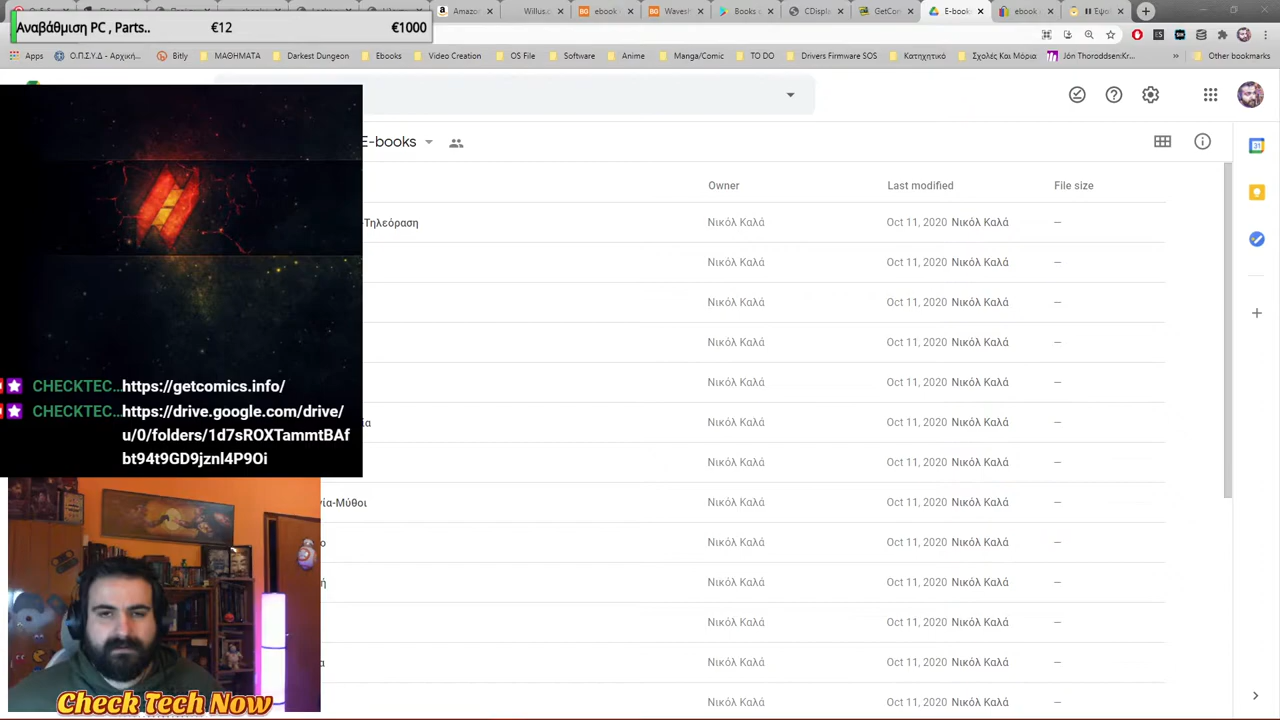 Amazon
Willus
ebook
Waves!
CDispla
GetCon
E-book
ebook
Π Ερω
Αναβάθμιση PC , Parts.. €12 €1000
Apps Ο.Π.Σ.Υ.Δ - Αρχική... Bitly ΜΑΘΗΜΑΤΑ Darkest Dungeon Ebooks Video Creation OS File Software Anime Manga/Comic TO DO Drivers Firmware SOS Κατηχητικό Σχολές Και Μόρια Jón Thoroddsen:Kr... » Other bookmarks
E-books
31
Owner Last modified File size
-Τηλεόραση Νικόλ Καλά Oct 11, 2020 Νικόλ Καλά —
Νικόλ Καλά Oct 11, 2020 Νικόλ Καλά —
Νικόλ Καλά Oct 11, 2020 Νικόλ Καλά —
Νικόλ Καλά Oct 11, 2020 Νικόλ Καλά —
Νικόλ Καλά Oct 11, 2020 Νικόλ Καλά —
ία Νικόλ Καλά Oct 11, 2020 Νικόλ Καλά —
Νικόλ Καλά Oct 11, 2020 Νικόλ Καλά —
γία-Μύθοι Νικόλ Καλά Oct 11, 2020 Νικόλ Καλά —
ο Νικόλ Καλά Oct 11, 2020 Νικόλ Καλά —
ή Νικόλ Καλά Oct 11, 2020 Νικόλ Καλά —
Νικόλ Καλά Oct 11, 2020 Νικόλ Καλά —
α Νικόλ Καλά Oct 11, 2020 Νικόλ Καλά —
Νικόλ Καλά Oct 11, 2020 Νικόλ Καλά —
CHECKTEC... https://getcomics.info/
CHECKTEC... https://drive.google.com/drive/
u/0/folders/1d7sROXTammtBAf
bt94t9GD9jznI4P9Oi
Check Tech Now